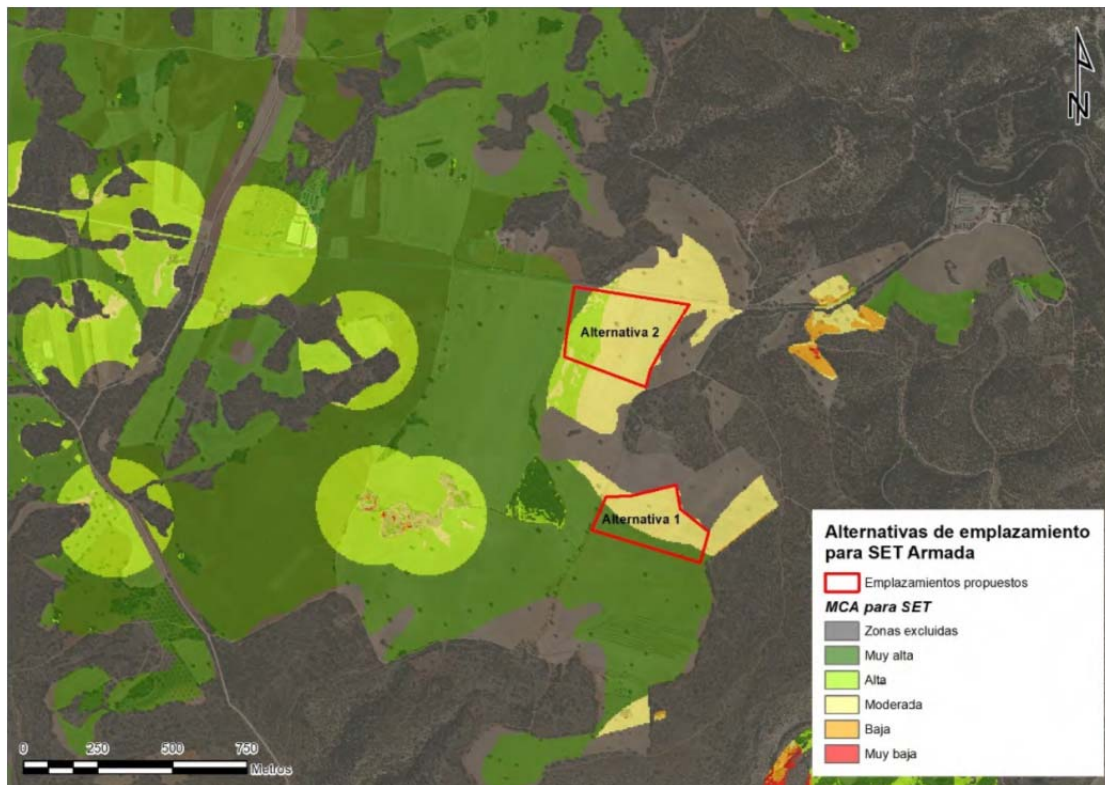 N
Alternativa 2
Alternativa 1
Alternativas de emplazamiento
para SET Armada
Emplazamientos propuestos
MCA para SET
Zonas excluidas
Muy alta
Alta
Moderada
Baja
Muy baja
0 250 500 750
Metros